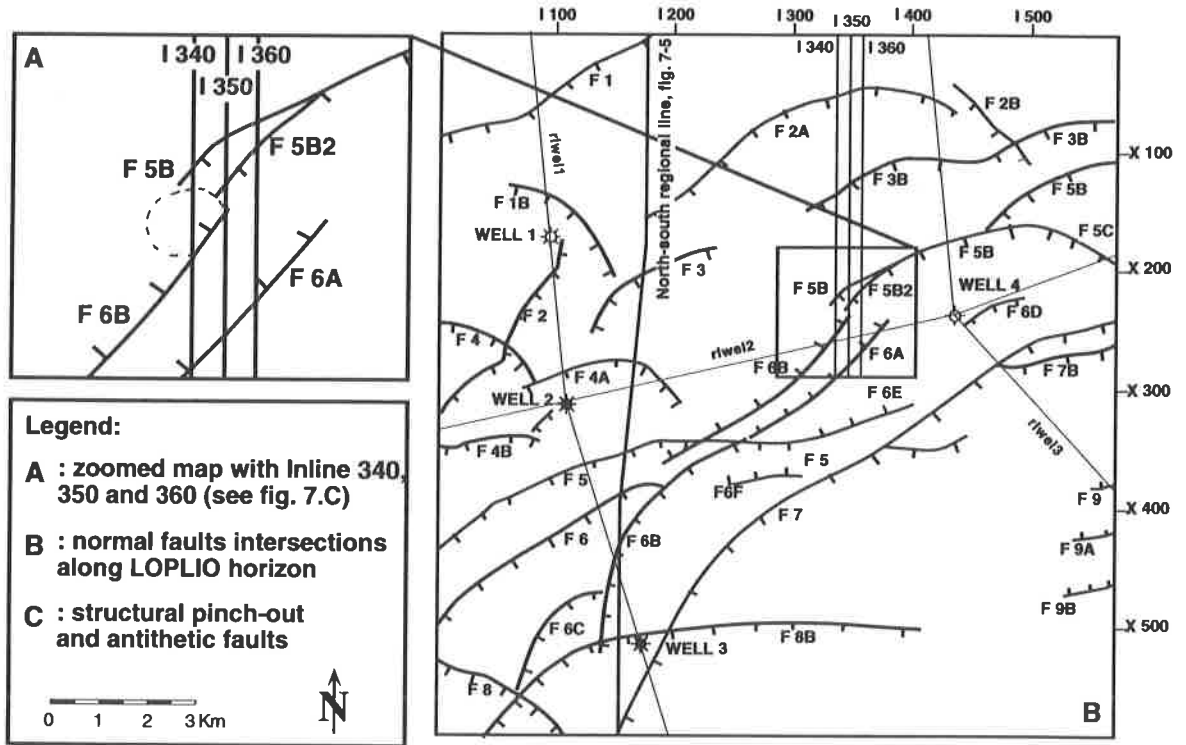 A
I 340
I 360
I 350
F 5B
F 5B2
F 6A
F 6B
Legend:
A : zoomed map with Inline 340,
350 and 360 (see fig. 7.C)
B : normal faults intersections
along LOPLIO horizon
C : structural pinch-out
and antithetic faults
0 1 2 3 Km
N
I 100
I 200
I 300
I 350
I 400
I 500
I 340
I 360
F 1
rlwel1
North-south regional line, fig. 7-5
F 2A
F 2B
F 3B
F 3B
X 100
F 1B
F 5B
WELL 1
F 5B
F 5C
F 3
X 200
F 5B
F 5B2
WELL 4
F 2
F 6D
F 4
rlwel2
F 6A
F 4A
F 6B
F 7B
WELL 2
F 6E
X 300
F 4B
rlwel3
F 5
F 5
F6F
F 9
F 7
X 400
F 6
F 6B
F 9A
F 9B
F 6C
F 8B
X 500
WELL 3
F 8
B